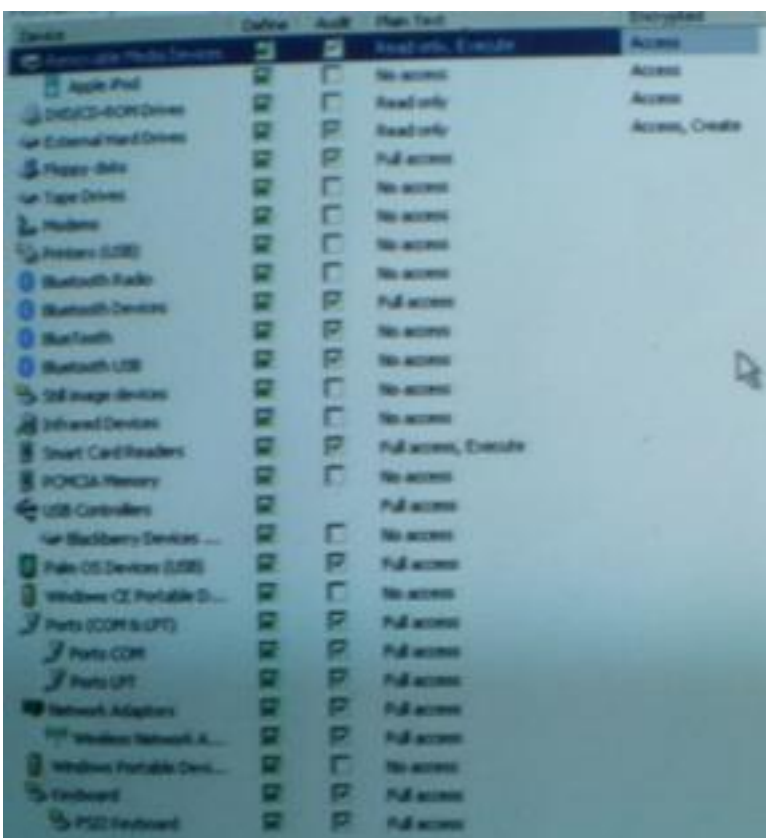 Device Define Audit Plain Text Encrypted
Removable Media Devices Read only, Execute Access
Apple iPod No access Access
DVD/CD-ROM Drives Read only Access
External Hard Drives Read only Access, Create
Floppy disks Full access
Tape Drives No access
Modems No access
Printers (USB) No access
Bluetooth Radio No access
Bluetooth Devices Full access
BlueTooth No access
Bluetooth USB No access
Still image devices No access
Infrared Devices No access
Smart Card Readers Full access, Execute
PCMCIA Memory No access
USB Controllers Full access
Blackberry Devices ... No access
Palm OS Devices (USB) Full access
Windows CE Portable D... No access
Ports (COM & LPT) Full access
Ports COM Full access
Ports LPT Full access
Network Adaptors Full access
Wireless Network A... Full access
Windows Portable Devi... No access
Keyboard Full access
PS/2 Keyboard Full access